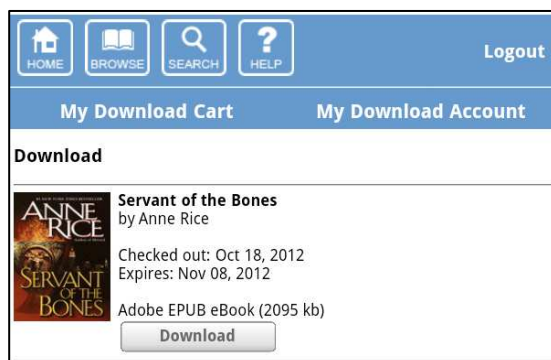 HOME BROWSE SEARCH ? HELP Logout
My Download Cart My Download Account
Download
Servant of the Bones
by Anne Rice
Checked out: Oct 18, 2012
Expires: Nov 08, 2012
Adobe EPUB eBook (2095 kb)
Download
ANNE
RICE
SERVANT
OF THE
BONES